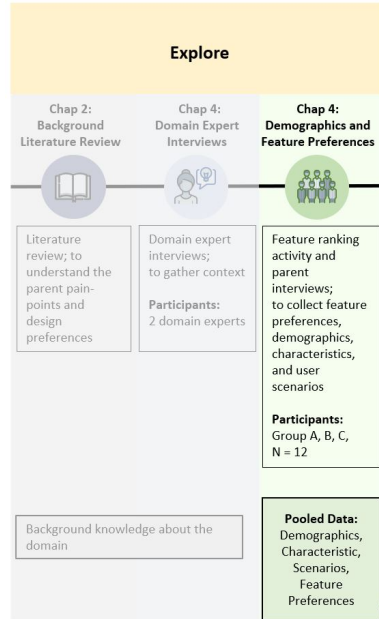 Explore
Chap 2:
Background
Literature Review
Chap 4:
Domain Expert
Interviews
Chap 4:
Demographics and
Feature Preferences
Literature
review; to
understand the
parent pain-
points and
design
preferences
Domain expert
interviews;
to gather context
Participants:
2 domain experts
Feature ranking
activity and
parent
interviews;
to collect feature
preferences,
demographics,
characteristics,
and user
scenarios
Participants:
Group A, B, C,
N = 12
Background knowledge about the
domain
Pooled Data:
Demographics,
Characteristic,
Scenarios,
Feature
Preferences